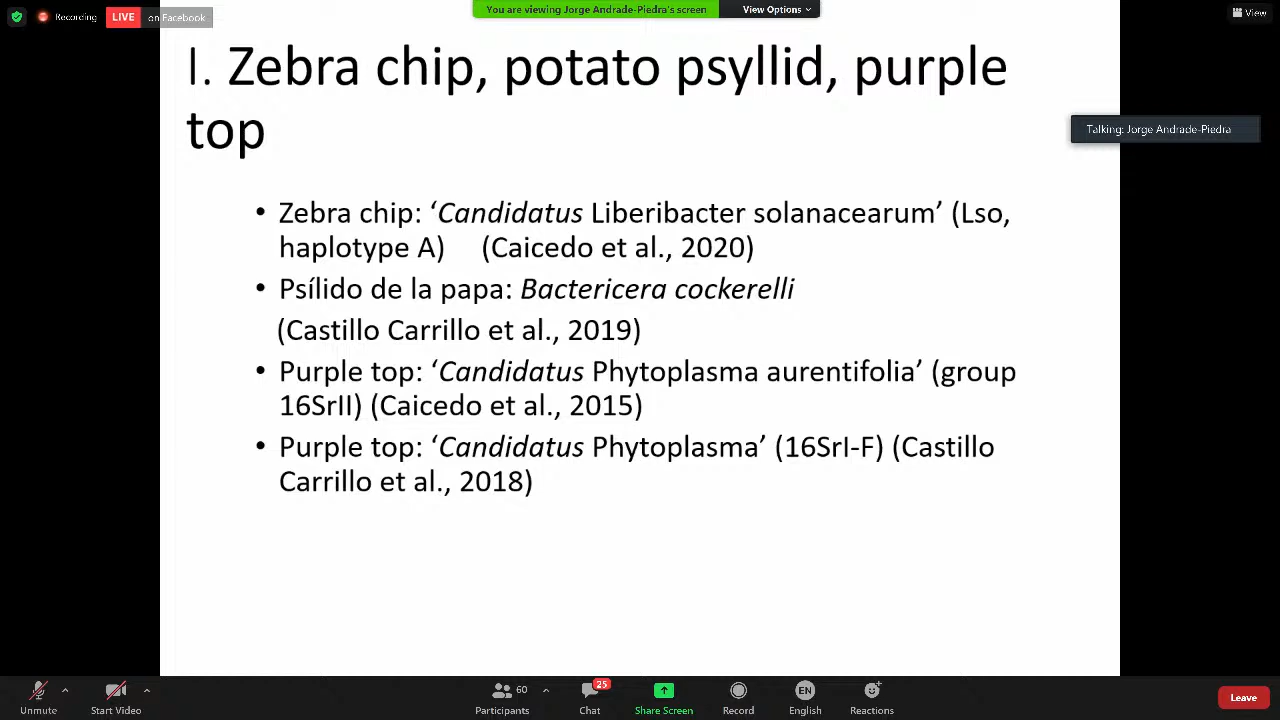 Recording
LIVE on Facebook
You are viewing Jorge Andrade-Piedra's screen
View Options
View
I. Zebra chip, potato psyllid, purple
top
Talking: Jorge Andrade-Piedra
• Zebra chip: ‘Candidatus Liberibacter solanacearum’ (Lso,
haplotype A) (Caicedo et al., 2020)
• Psílido de la papa: Bactericera cockerelli
(Castillo Carrillo et al., 2019)
• Purple top: ‘Candidatus Phytoplasma aurentifolia’ (group
16SrII) (Caicedo et al., 2015)
• Purple top: ‘Candidatus Phytoplasma’ (16SrI-F) (Castillo
Carrillo et al., 2018)
60
25
EN
Unmute
Start Video
Participants
Chat
Share Screen
Record
English
Reactions
Leave